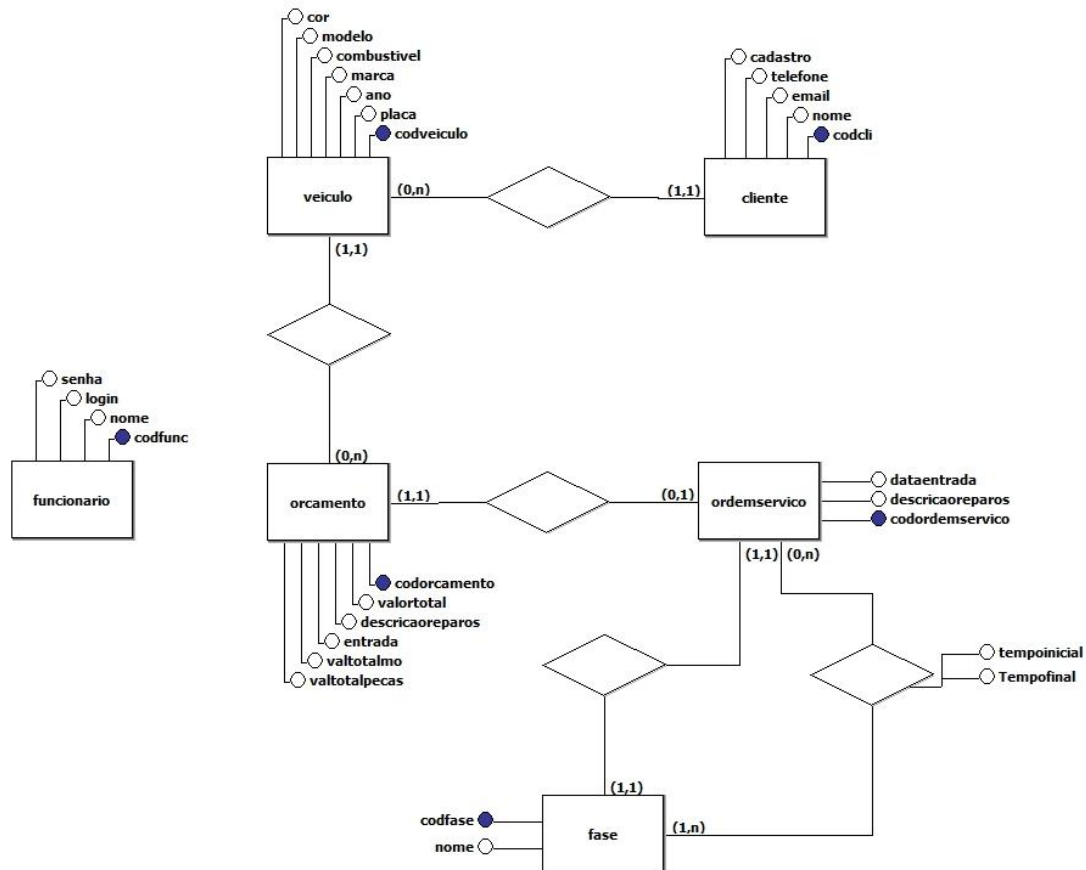 cor
modelo
combustivel
marca
ano
placa
codveiculo
cadastro
telefone
email
nome
codcli
veiculo
(0,n)
(1,1)
cliente
(1,1)
senha
login
nome
codfunc
funcionario
(0,n)
orcamento
(1,1)
(0,1)
ordemservico
dataentrada
descricaoreparos
codordemservico
(1,1)
(0,n)
codorcamento
valortotal
descricaoreparos
entrada
valtotalmo
valtotalpecas
tempoinicial
Tempofinal
(1,1)
codfase
nome
fase
(1,n)